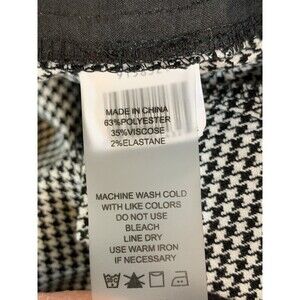 MADE IN CHINA
63%POLYESTER
35%VISCOSE
2%ELASTANE
MACHINE WASH COLD
WITH LIKE COLORS
DO NOT USE
BLEACH
LINE DRY
USE WARM IRON
IF NECESSARY